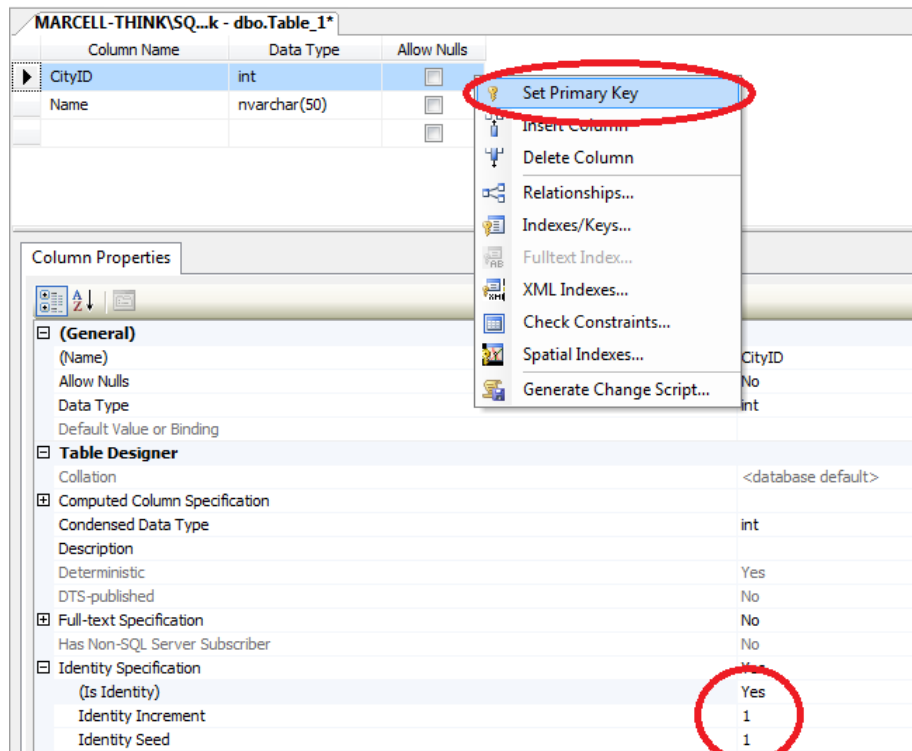 MARCELL-THINK\SQ...k - dbo.Table_1*
Column Name Data Type Allow Nulls
CityID int
Name nvarchar(50)
Set Primary Key
Insert Column
Delete Column
Relationships...
Indexes/Keys...
Fulltext Index...
XML Indexes...
Check Constraints...
Spatial Indexes...
Generate Change Script...
Column Properties
(General)
(Name) CityID
Allow Nulls No
Data Type int
Default Value or Binding
Table Designer
Collation <database default>
Computed Column Specification
Condensed Data Type int
Description
Deterministic Yes
DTS-published No
Full-text Specification No
Has Non-SQL Server Subscriber No
Identity Specification Yes
(Is Identity) Yes
Identity Increment 1
Identity Seed 1